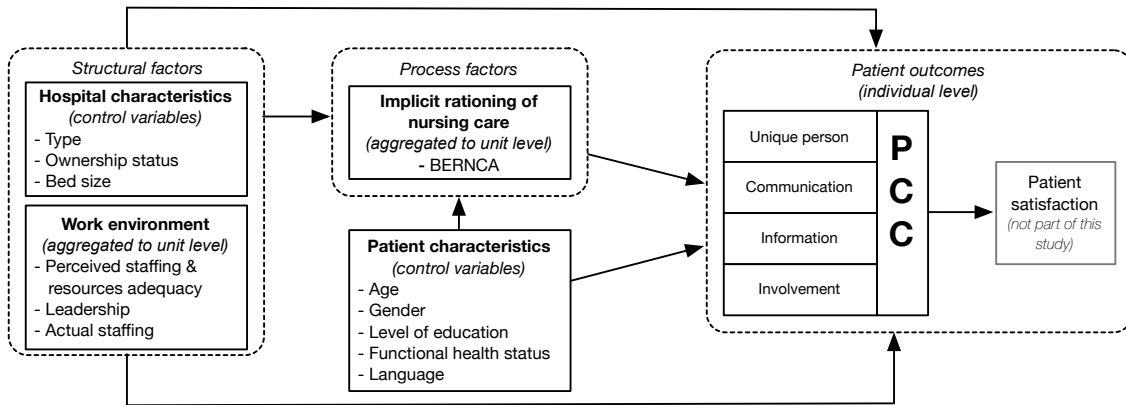 Structural factors
Hospital characteristics
(control variables)
- Type
- Ownership status
- Bed size
Work environment
(aggregated to unit level)
- Perceived staffing &
resources adequacy
- Leadership
- Actual staffing
Process factors
Implicit rationing of
nursing care
(aggregated to unit level)
- BERNCA
Patient characteristics
(control variables)
- Age
- Gender
- Level of education
- Functional health status
- Language
Patient outcomes
(individual level)
Unique person
Communication
Information
Involvement
P
C
C
Patient
satisfaction
(not part of this
study)